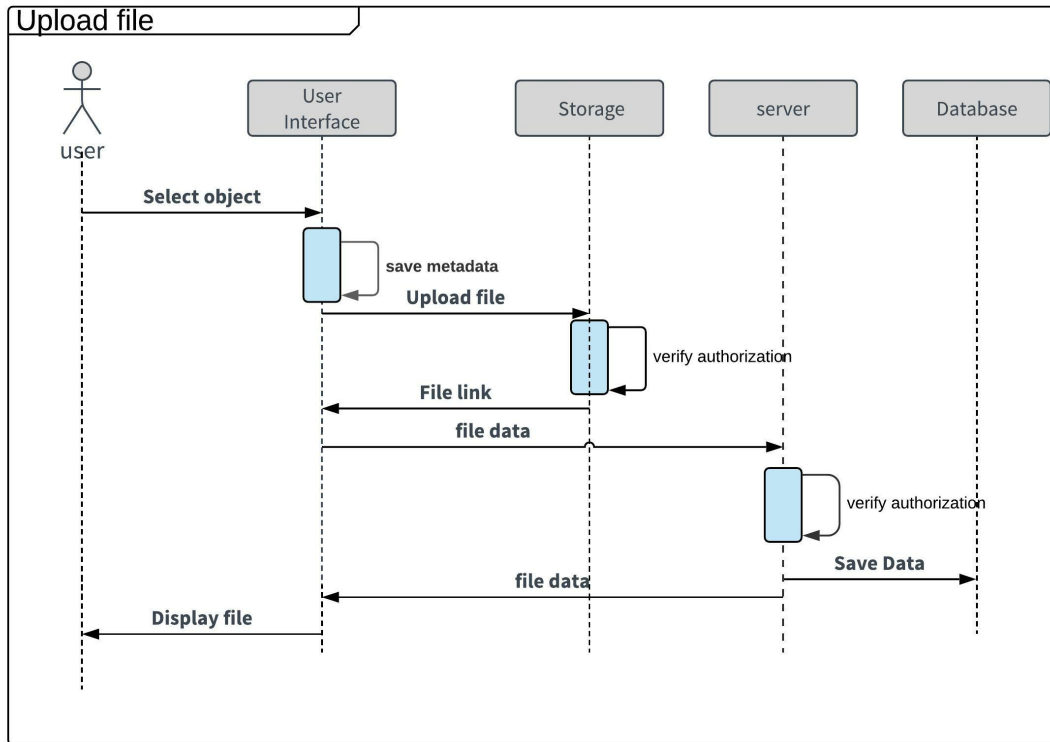 Upload file
user
User
Interface
Storage
server
Database
Select object
save metadata
Upload file
verify authorization
File link
file data
verify authorization
Save Data
file data
Display file